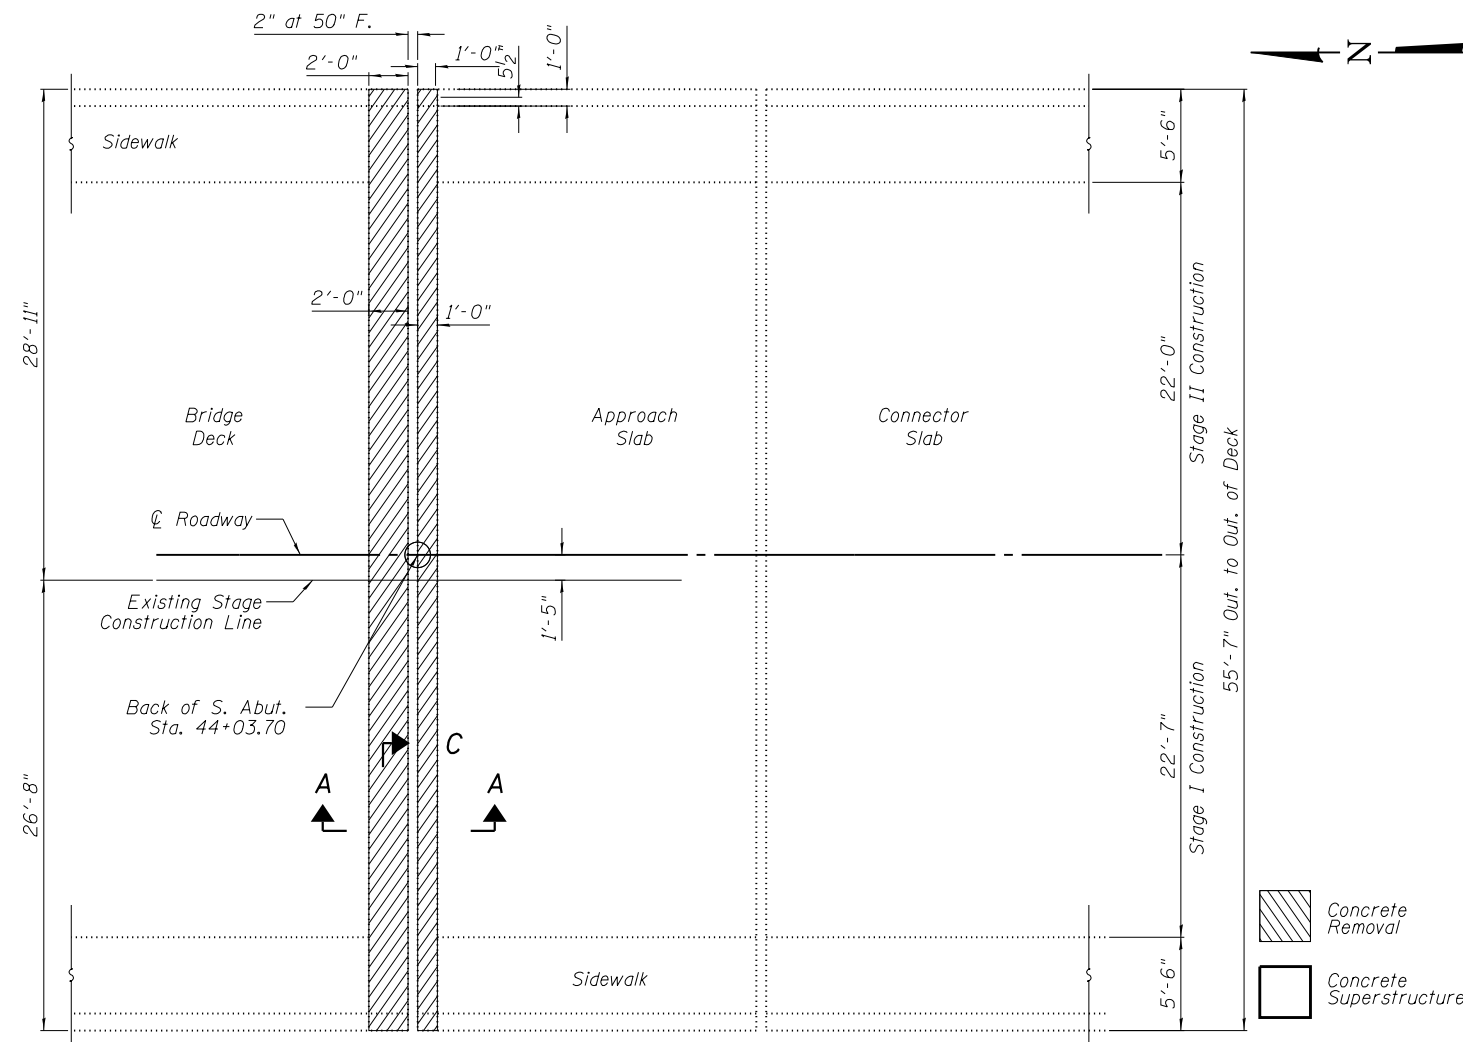 2" at 50° F.
2'-0"
1'-0"
5½"
1'-0"
N
Sidewalk
5'-6"
28'-11"
2'-0"
1'-0"
22'-0"
Stage II Construction
Bridge
Deck
Approach
Slab
Connector
Slab
55'-7" Out. to Out. of Deck
℄ Roadway
Existing Stage
Construction Line
1'-5"
Back of S. Abut.
Sta. 44+03.70
C
A
A
26'-8"
22'-7"
Stage I Construction
Sidewalk
5'-6"
Concrete
Removal
Concrete
Superstructure